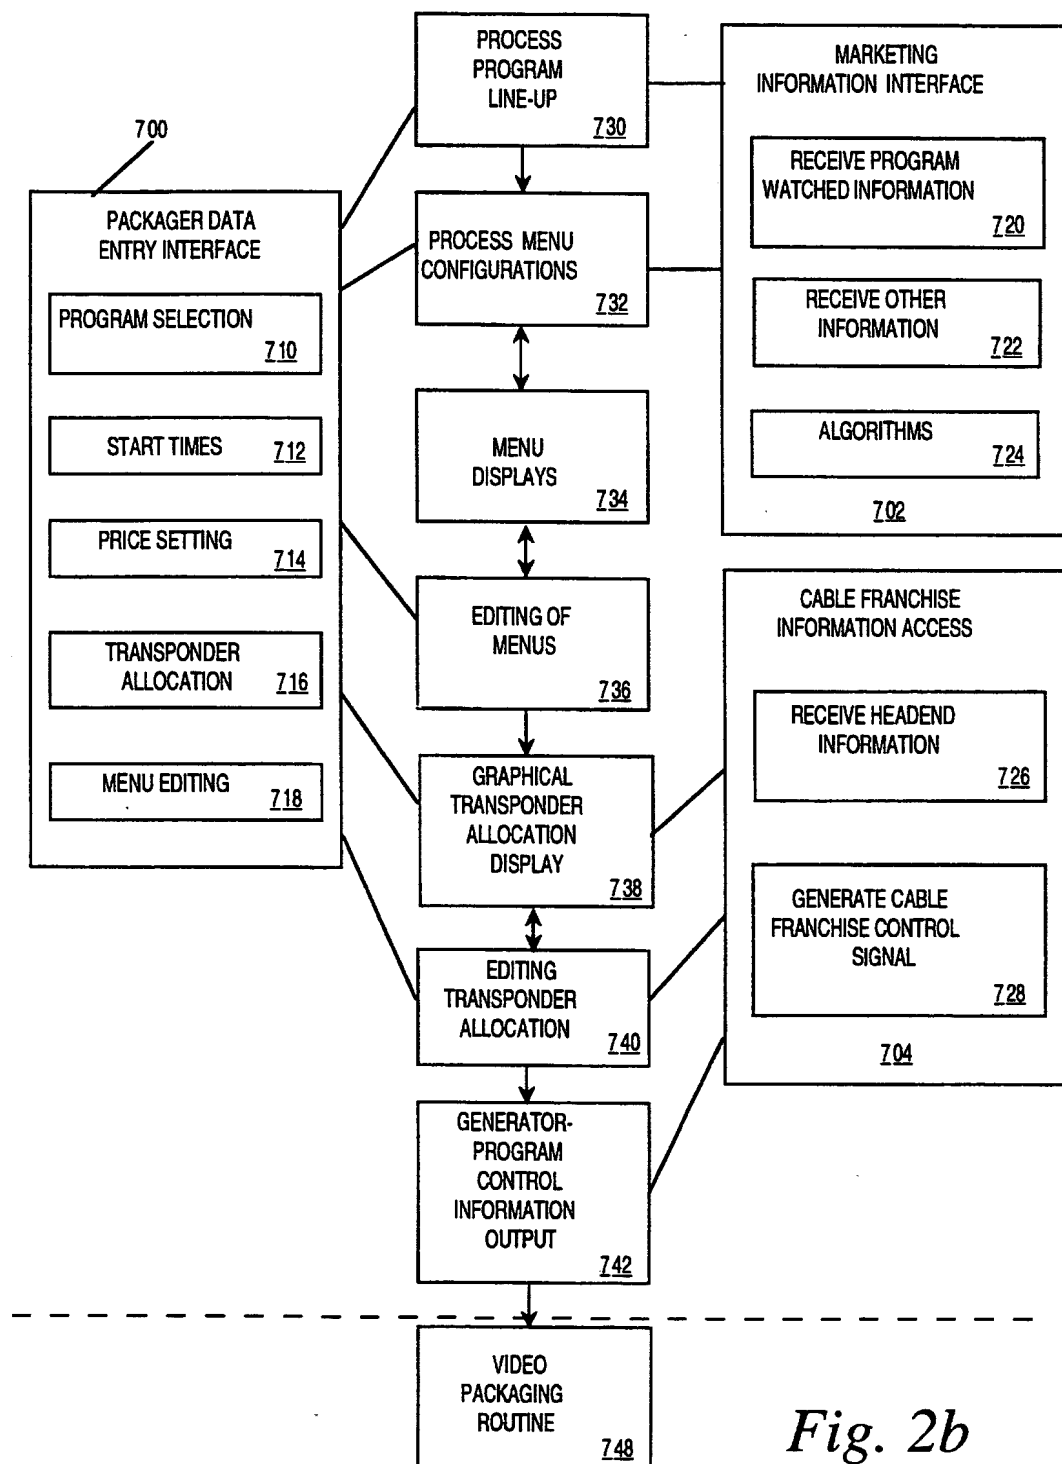 700
PACKAGER DATA
ENTRY INTERFACE
PROGRAM SELECTION
710
START TIMES
712
PRICE SETTING
714
TRANSPONDER
ALLOCATION
716
MENU EDITING
718
PROCESS
PROGRAM
LINE-UP
730
PROCESS MENU
CONFIGURATIONS
732
MENU
DISPLAYS
734
EDITING OF
MENUS
736
GRAPHICAL
TRANSPONDER
ALLOCATION
DISPLAY
738
EDITING
TRANSPONDER
ALLOCATION
740
GENERATOR-
PROGRAM
CONTROL
INFORMATION
OUTPUT
742
VIDEO
PACKAGING
ROUTINE
748
MARKETING
INFORMATION INTERFACE
RECEIVE PROGRAM
WATCHED INFORMATION
720
RECEIVE OTHER
INFORMATION
722
ALGORITHMS
724
702
CABLE FRANCHISE
INFORMATION ACCESS
RECEIVE HEADEND
INFORMATION
726
GENERATE CABLE
FRANCHISE CONTROL
SIGNAL
728
704
Fig. 2b